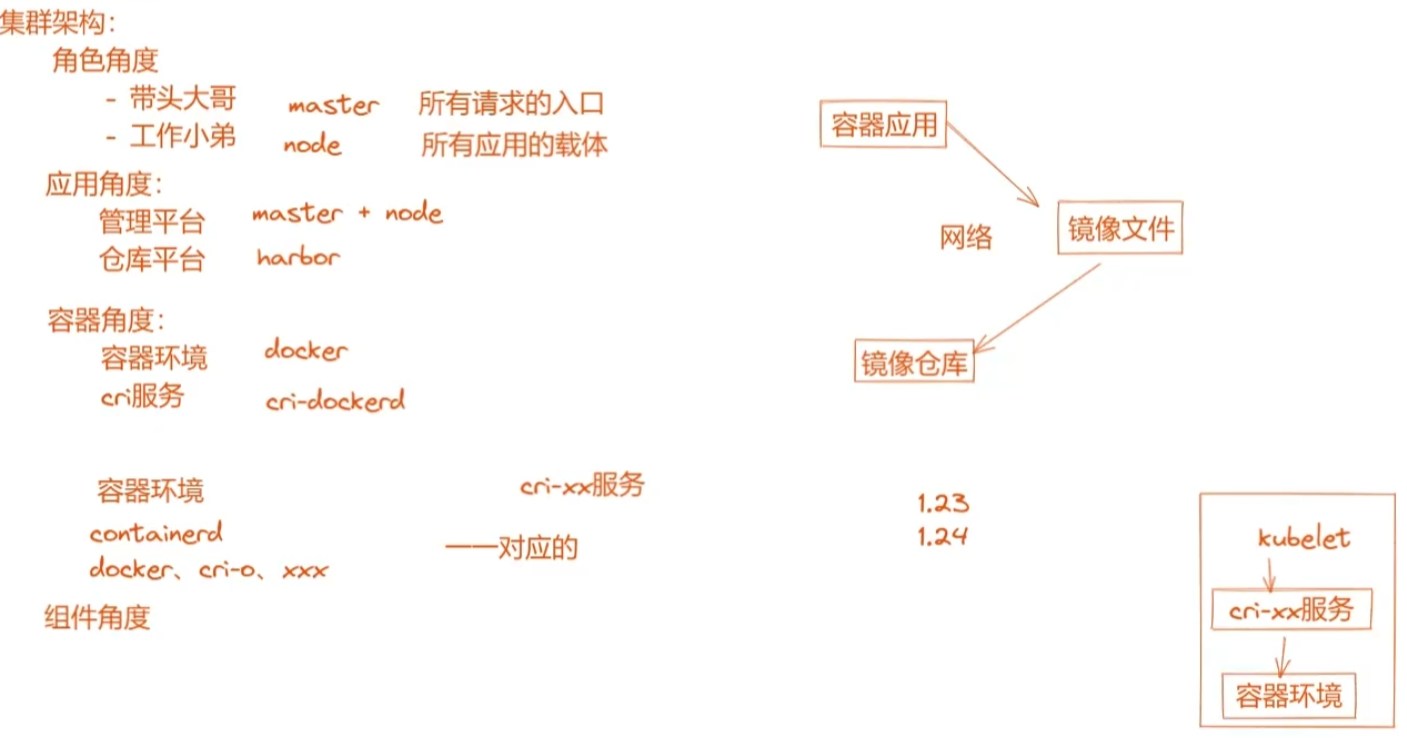 集群架构：
角色角度
- 带头大哥 master 所有请求的入口
- 工作小弟 node 所有应用的载体
应用角度：
管理平台 master + node
仓库平台 harbor
容器角度：
容器环境 docker
cri服务 cri-dockerd
容器环境 cri-xx服务
containerd
docker、cri-o、xxx
一一对应的
组件角度
容器应用
镜像文件
网络
镜像仓库
1.23
1.24
kubelet
cri-xx服务
容器环境